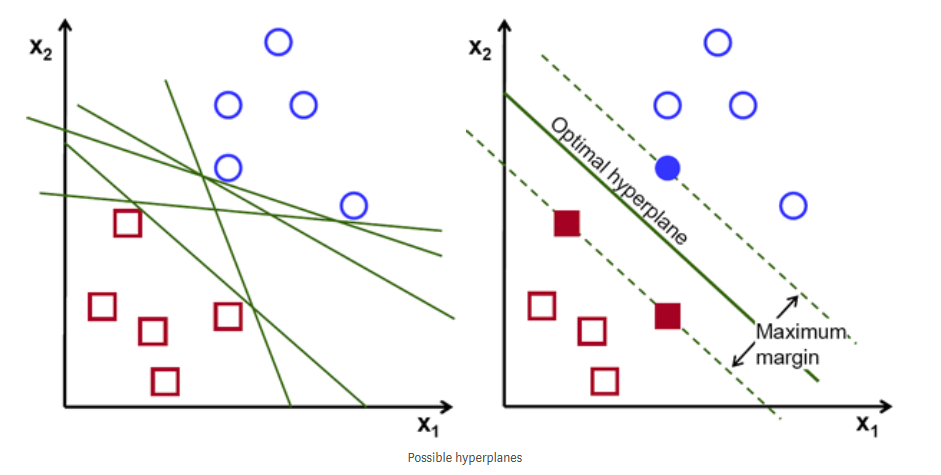 x2
x1
x2
Optimal hyperplane
Maximum
margin
x1
Possible hyperplanes